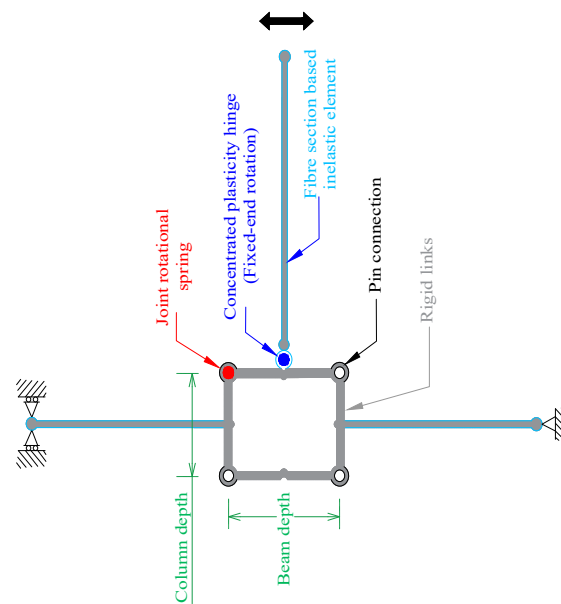 Joint rotational
spring
Concentrated plasticity hinge
(Fixed-end rotation)
Fibre section based
inelastic element
Pin connection
Rigid links
Column depth
Beam depth